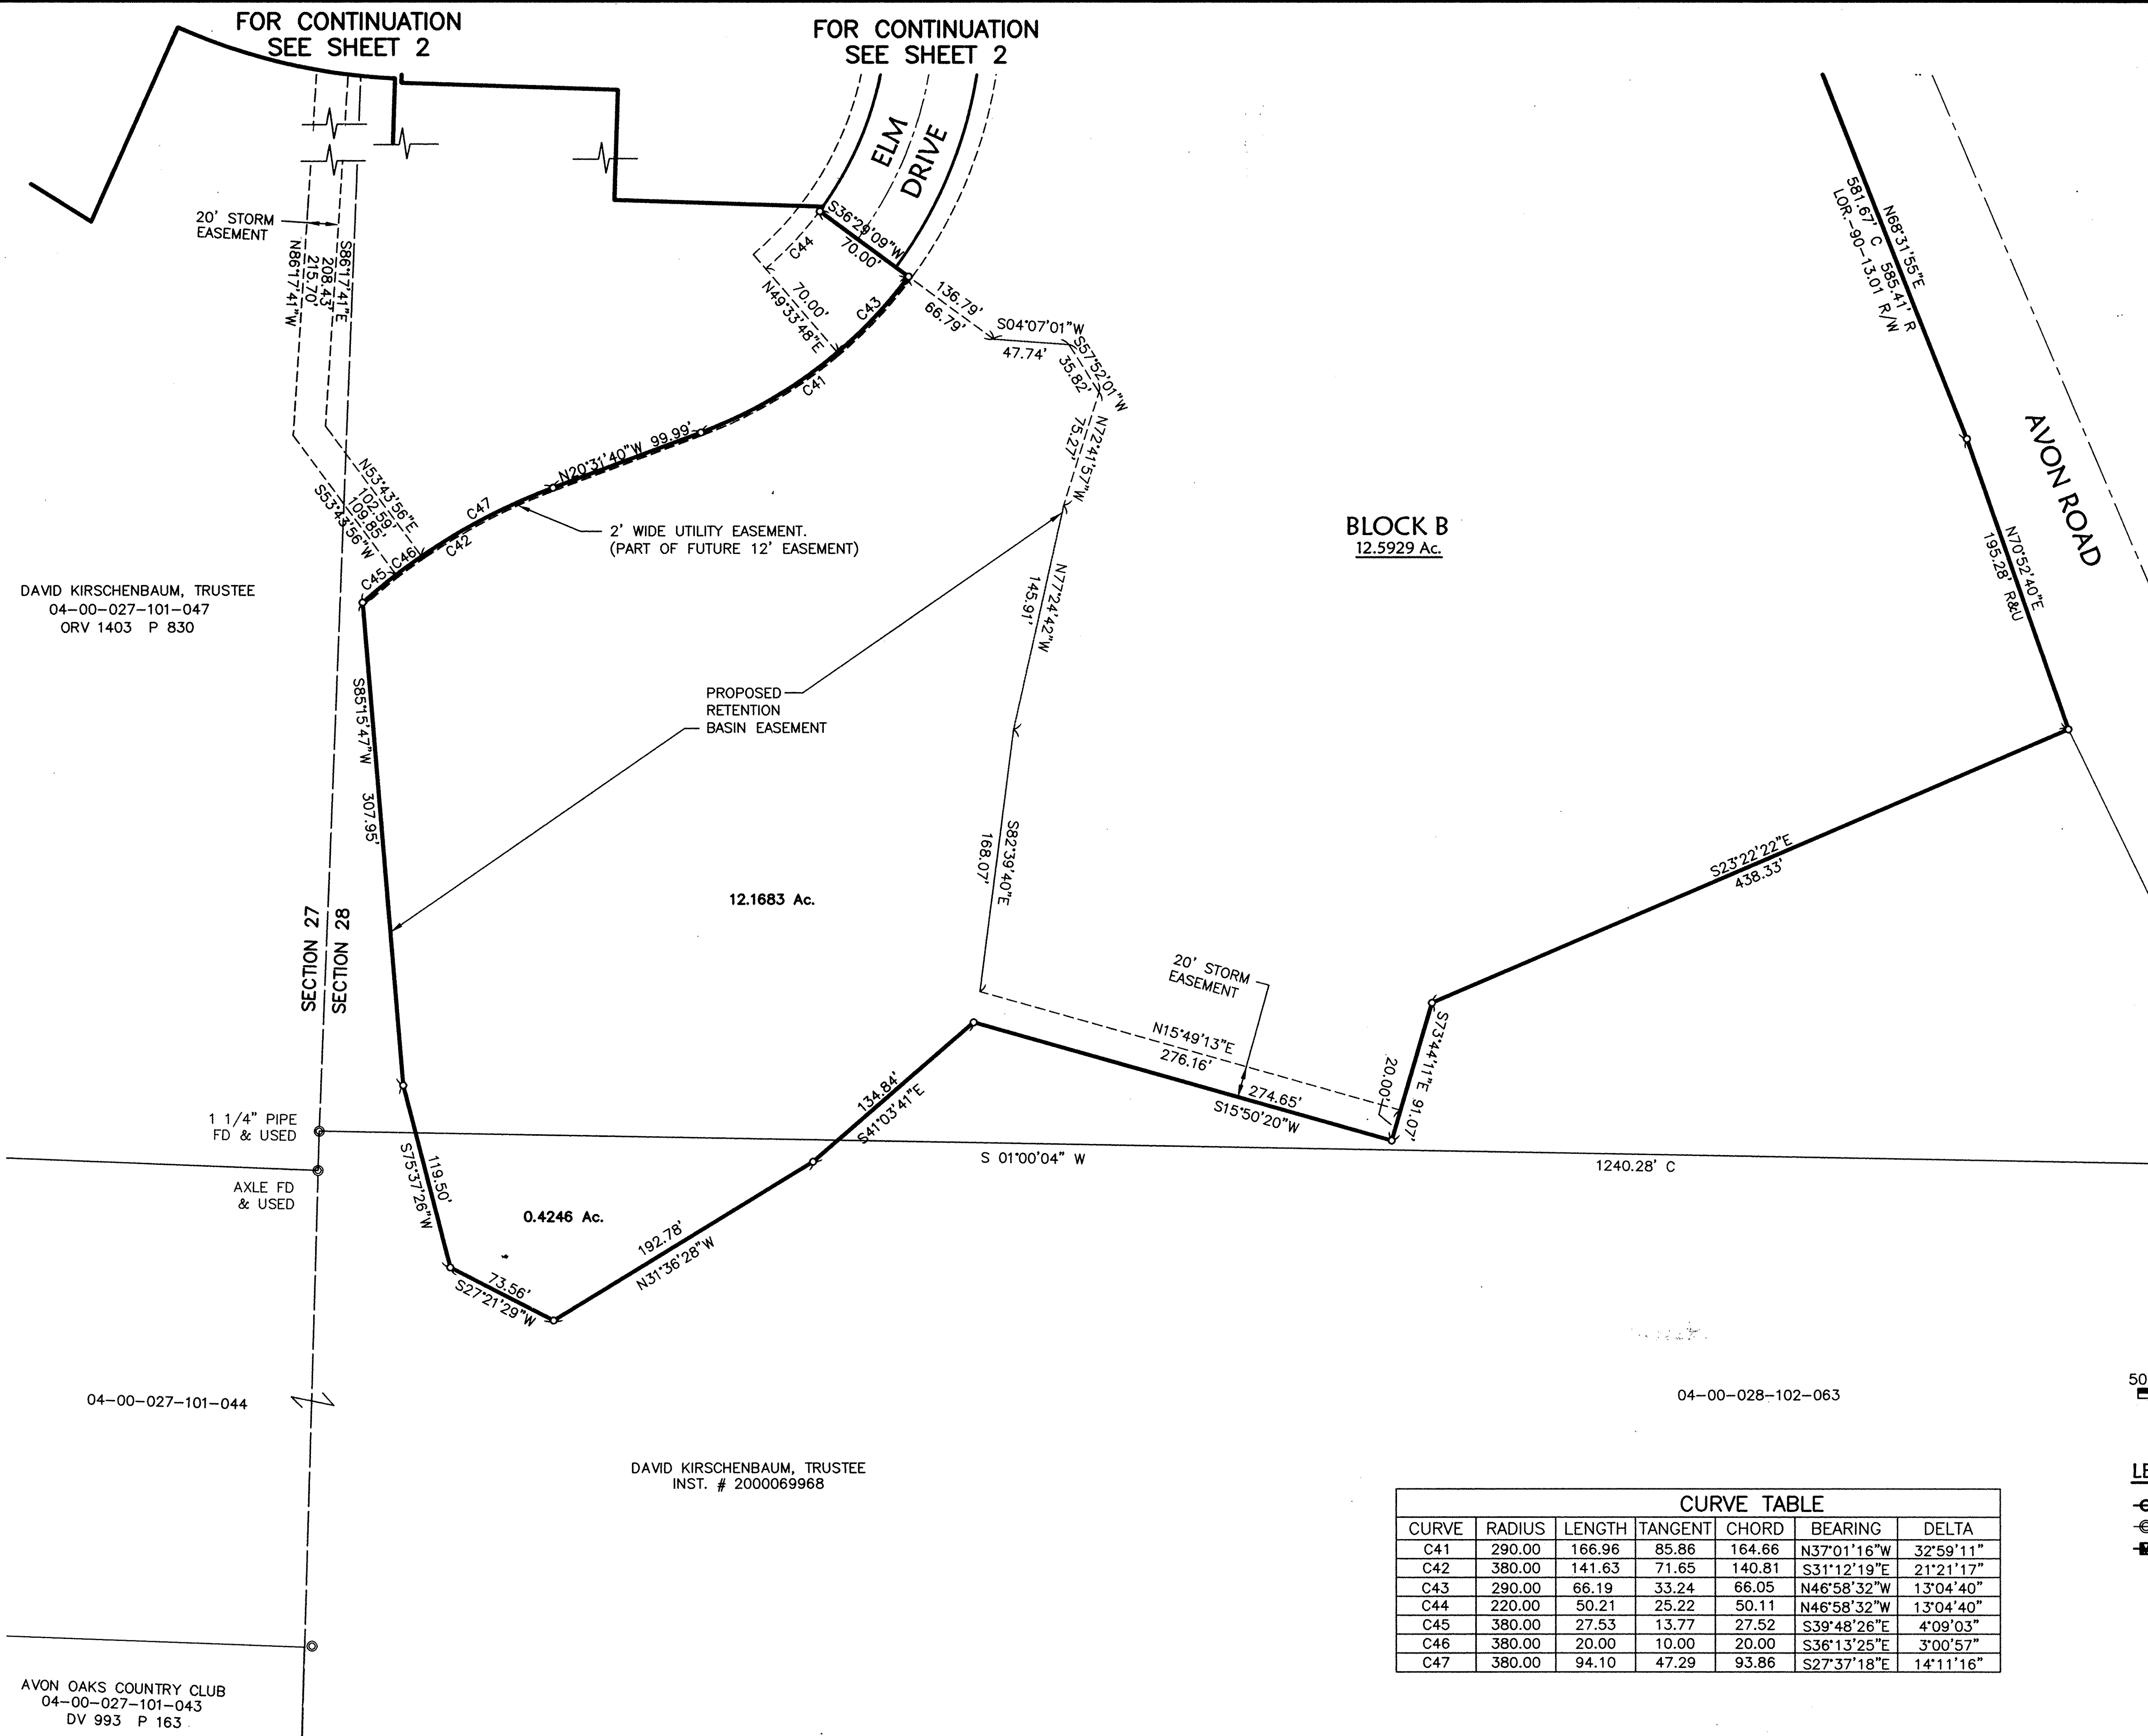 FOR CONTINUATION
SEE SHEET 2
FOR CONTINUATION
SEE SHEET 2
ELM
DRIVE
20' STORM
EASEMENT
N86°17'41"W
215.70'
208.43'
S86°17'41"E
S36°29'09"W
70.00'
C44
70.00'
N49°33'48"E
C43
136.79'
66.79'
S04°07'01"W
47.74'
S57°52'01"W
35.82'
C41
N72°41'57"W
75.27'
N68°31'55"E
581.67' C 585.41' R
LOR.-90-13.01 R/W
AVON ROAD
N70°52'40"E
195.28' R&U
N20°31'40"W 99.99'
N53°43'56"E
102.59'
109.85'
S53°43'56"W
C47
C42
C46
C45
2' WIDE UTILITY EASEMENT.
(PART OF FUTURE 12' EASEMENT)
BLOCK B
12.5929 Ac.
DAVID KIRSCHENBAUM, TRUSTEE
04-00-027-101-047
ORV 1403 P 830
N77°24'42"W
145.91'
S85°15'47"W
307.95'
PROPOSED
RETENTION
BASIN EASEMENT
S82°39'40"E
168.07'
S23°22'22"E
438.33'
12.1683 Ac.
SECTION 27
SECTION 28
20' STORM
EASEMENT
N15°49'13"E
276.16'
274.65'
S15°50'20"W
20.00'
S73°44'11"E 91.07'
134.84'
S41°03'41"E
1 1/4" PIPE
FD & USED
AXLE FD
& USED
S 01°00'04" W
1240.28' C
119.50'
S75°37'26"W
0.4246 Ac.
192.78'
N31°36'28"W
73.56'
S27°21'29"W
04-00-027-101-044
04-00-028-102-063
50
DAVID KIRSCHENBAUM, TRUSTEE
INST. # 2000069968
LE
CURVE TABLE
CURVE RADIUS LENGTH TANGENT CHORD BEARING DELTA
C41 290.00 166.96 85.86 164.66 N37°01'16"W 32°59'11"
C42 380.00 141.63 71.65 140.81 S31°12'19"E 21°21'17"
C43 290.00 66.19 33.24 66.05 N46°58'32"W 13°04'40"
C44 220.00 50.21 25.22 50.11 N46°58'32"W 13°04'40"
C45 380.00 27.53 13.77 27.52 S39°48'26"E 4°09'03"
C46 380.00 20.00 10.00 20.00 S36°13'25"E 3°00'57"
C47 380.00 94.10 47.29 93.86 S27°37'18"E 14°11'16"
AVON OAKS COUNTRY CLUB
04-00-027-101-043
DV 993 P 163